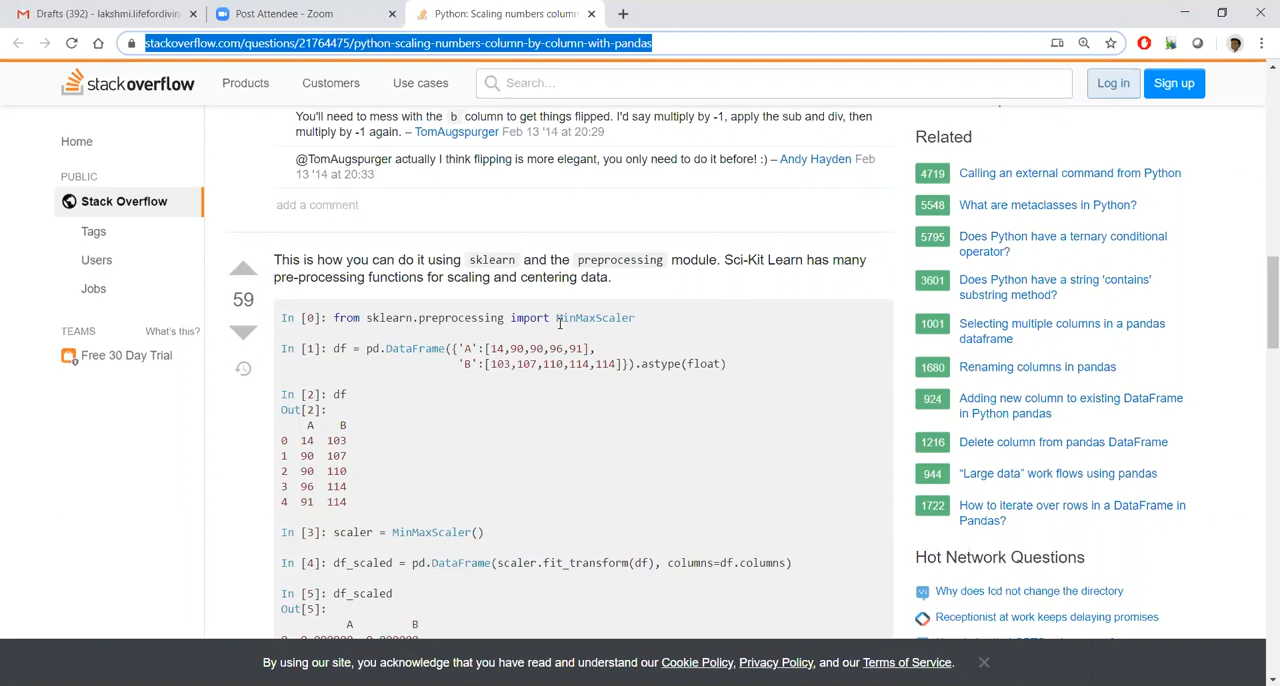 Drafts (392) - lakshmi.lifefordivin
Post Attendee - Zoom
Python: Scaling numbers column
stackoverflow.com/questions/21764475/python-scaling-numbers-column-by-column-with-pandas
stackoverflow
Products
Customers
Use cases
Search...
Log in
Sign up
Home
PUBLIC
Stack Overflow
Tags
Users
Jobs
TEAMS
What's this?
Free 30 Day Trial
You'll need to mess with the b column to get things flipped. I'd say multiply by -1, apply the sub and div, then
multiply by -1 again. – TomAugspurger Feb 13 '14 at 20:29
@TomAugspurger actually I think flipping is more elegant, you only need to do it before! :) – Andy Hayden Feb
13 '14 at 20:33
add a comment
59
This is how you can do it using sklearn and the preprocessing module. Sci-Kit Learn has many
pre-processing functions for scaling and centering data.
In [0]: from sklearn.preprocessing import MinMaxScaler
In [1]: df = pd.DataFrame({'A':[14,90,90,96,91],
'B':[103,107,110,114,114]}).astype(float)
In [2]: df
Out[2]:
A B
0 14 103
1 90 107
2 90 110
3 96 114
4 91 114
In [3]: scaler = MinMaxScaler()
In [4]: df_scaled = pd.DataFrame(scaler.fit_transform(df), columns=df.columns)
In [5]: df_scaled
Out[5]:
A B
Related
4719 Calling an external command from Python
5548 What are metaclasses in Python?
5795 Does Python have a ternary conditional
operator?
3601 Does Python have a string 'contains'
substring method?
1001 Selecting multiple columns in a pandas
dataframe
1680 Renaming columns in pandas
924 Adding new column to existing DataFrame
in Python pandas
1216 Delete column from pandas DataFrame
944 “Large data” work flows using pandas
1722 How to iterate over rows in a DataFrame in
Pandas?
Hot Network Questions
Why does lcd not change the directory
Receptionist at work keeps delaying promises
By using our site, you acknowledge that you have read and understand our Cookie Policy, Privacy Policy, and our Terms of Service.